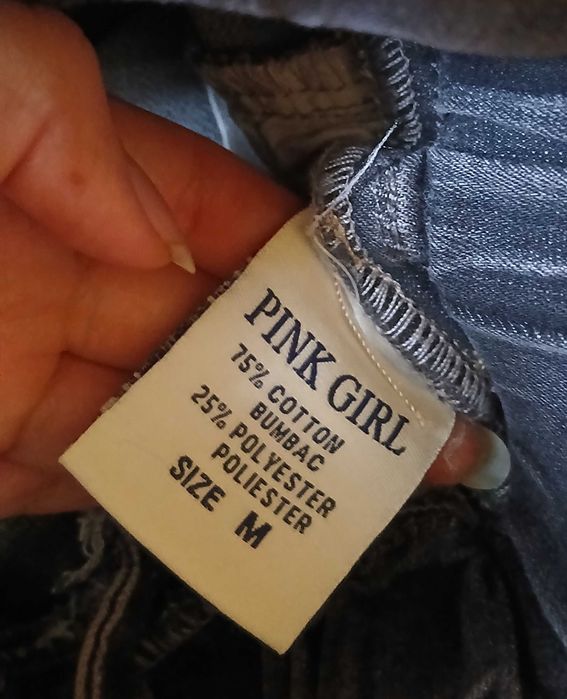 PINK GIRL
75% COTTON
BUMBAC
25% POLYESTER
POLIESTER
SIZE M